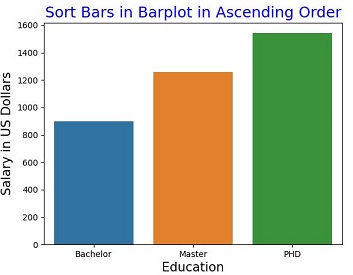 Sort Bars in Barplot in Ascending Order
Salary in US Dollars
1600
1400
1200
1000
800
600
400
200
0
Bachelor Master PHD
Education